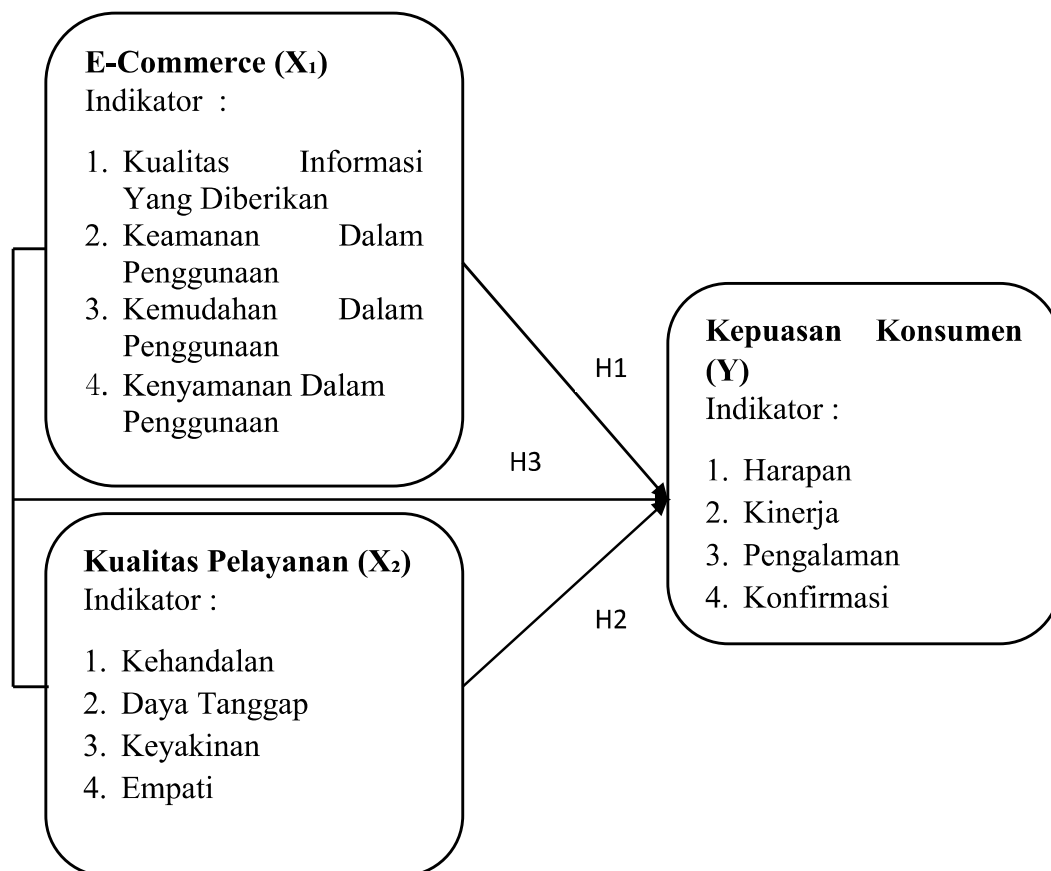 E-Commerce (X₁)
Indikator :
1. Kualitas Informasi
Yang Diberikan
2. Keamanan Dalam
Penggunaan
3. Kemudahan Dalam
Penggunaan
4. Kenyamanan Dalam
Penggunaan
H1
H3
Kualitas Pelayanan (X₂)
Indikator :
1. Kehandalan
2. Daya Tanggap
3. Keyakinan
4. Empati
H2
Kepuasan Konsumen
(Y)
Indikator :
1. Harapan
2. Kinerja
3. Pengalaman
4. Konfirmasi